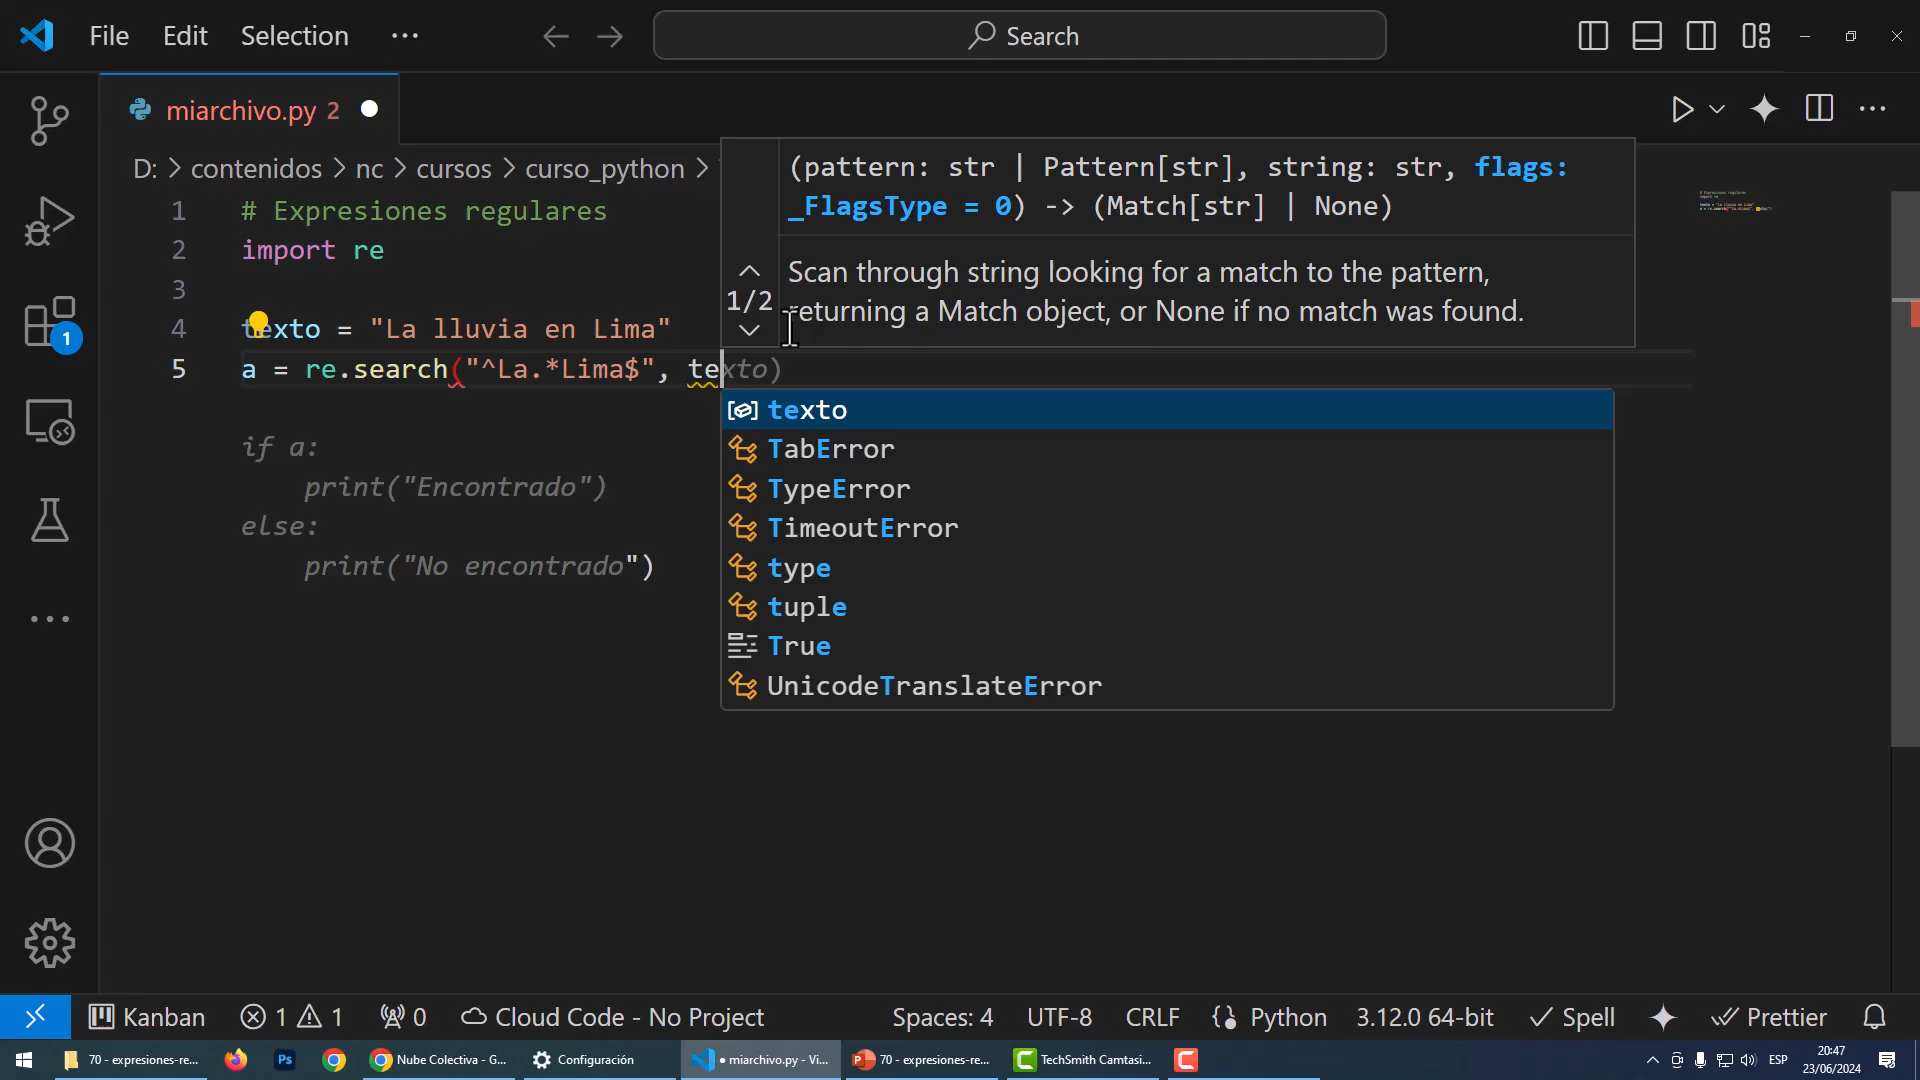 File Edit Selection ··· Search
miarchivo.py 2
D: > contenidos > nc > cursos > curso_python >
1 # Expresiones regulares
2 import re
3
4 texto = "La lluvia en Lima"
5 a = re.search("^La.*Lima$", texto)
if a:
    print("Encontrado")
else:
    print("No encontrado")
(pattern: str | Pattern[str], string: str, flags:
_FlagsType = 0) -> (Match[str] | None)
1/2
Scan through string looking for a match to the pattern,
returning a Match object, or None if no match was found.
texto
TabError
TypeError
TimeoutError
type
tuple
True
UnicodeTranslateError
1
Kanban 1 1 0 Cloud Code - No Project Spaces: 4 UTF-8 CRLF Python 3.12.0 64-bit Spell Prettier
70 - expresiones-re... Ps Nube Colectiva - G... Configuración • miarchivo.py - Vi... 70 - expresiones-re... TechSmith Camtasi... ESP 20:47
23/06/2024